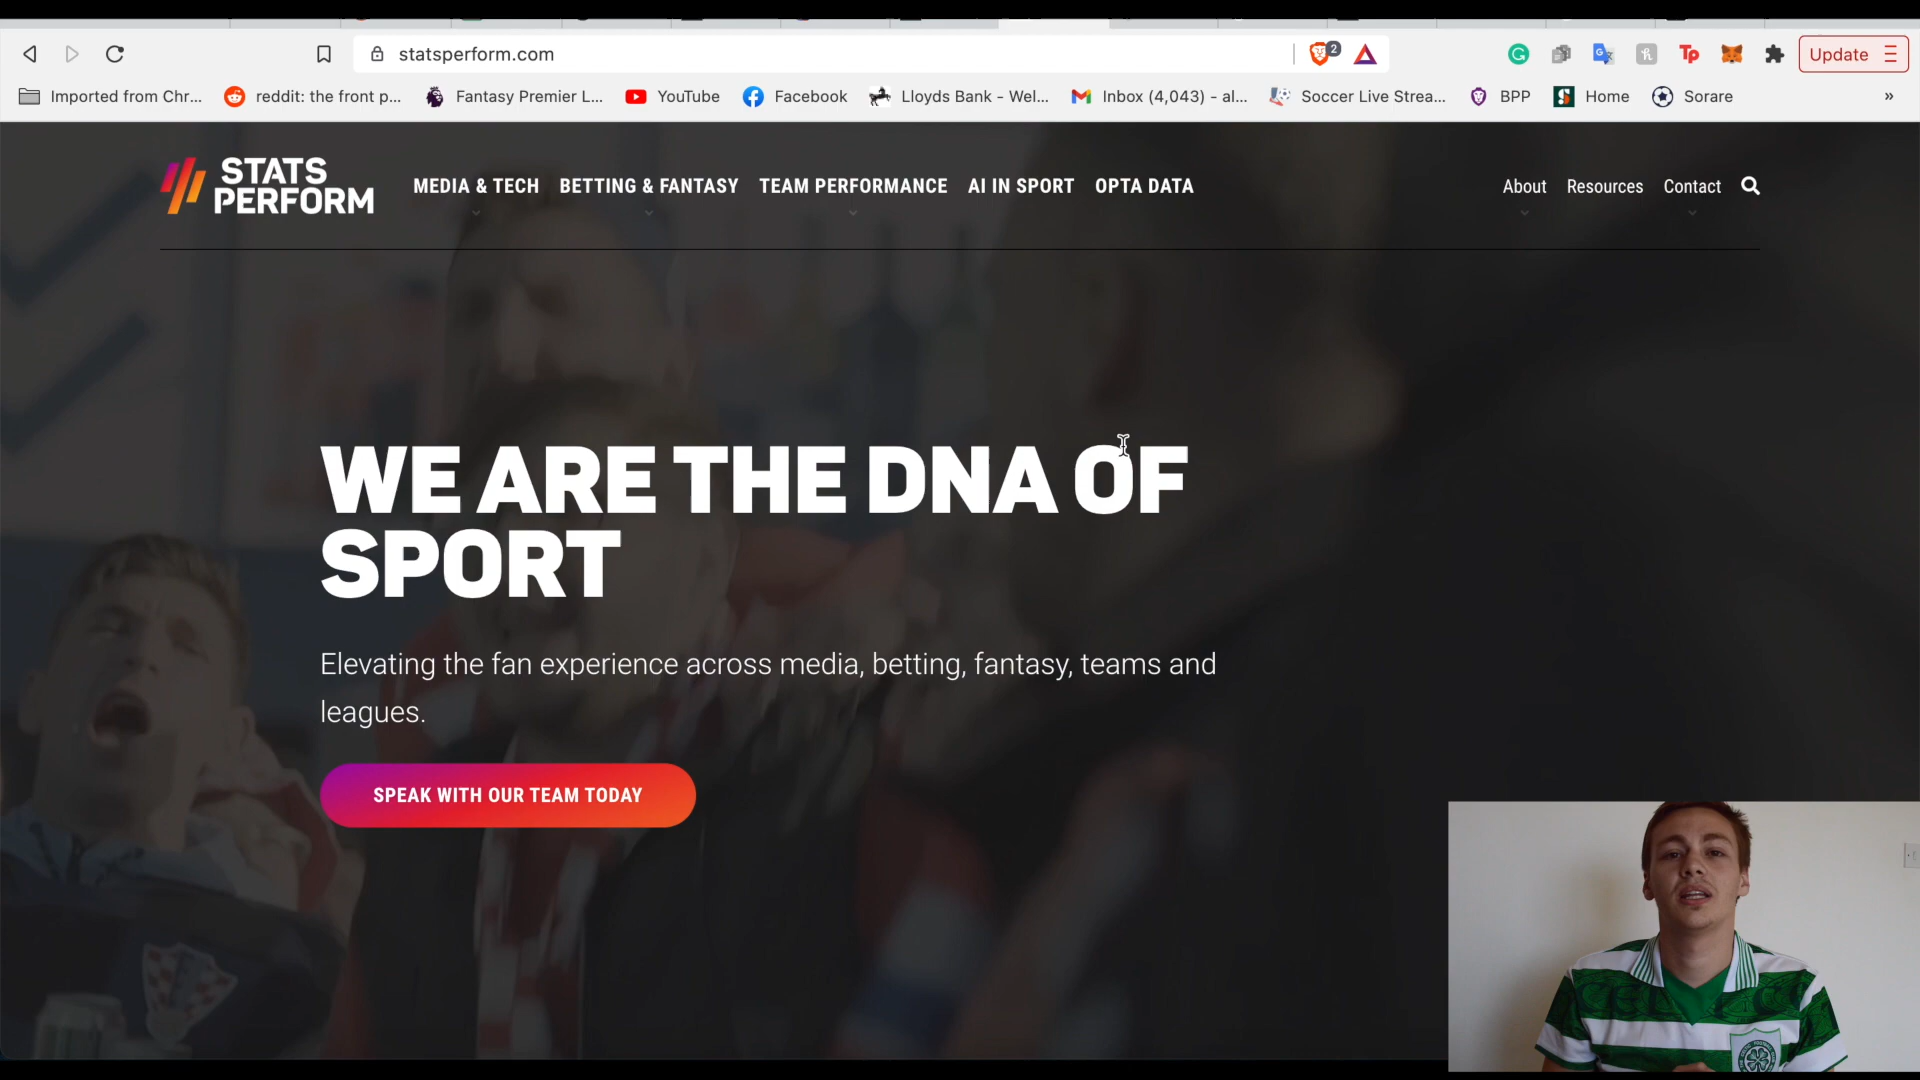 statsperform.com
2
Update
Imported from Chr...
reddit: the front p...
Fantasy Premier L...
YouTube
Facebook
Lloyds Bank - Wel...
Inbox (4,043) - al...
Soccer Live Strea...
BPP
Home
Sorare
»
STATS
PERFORM
MEDIA & TECH
BETTING & FANTASY
TEAM PERFORMANCE
AI IN SPORT
OPTA DATA
About
Resources
Contact
WE ARE THE DNA OF
SPORT
Elevating the fan experience across media, betting, fantasy, teams and
leagues.
SPEAK WITH OUR TEAM TODAY